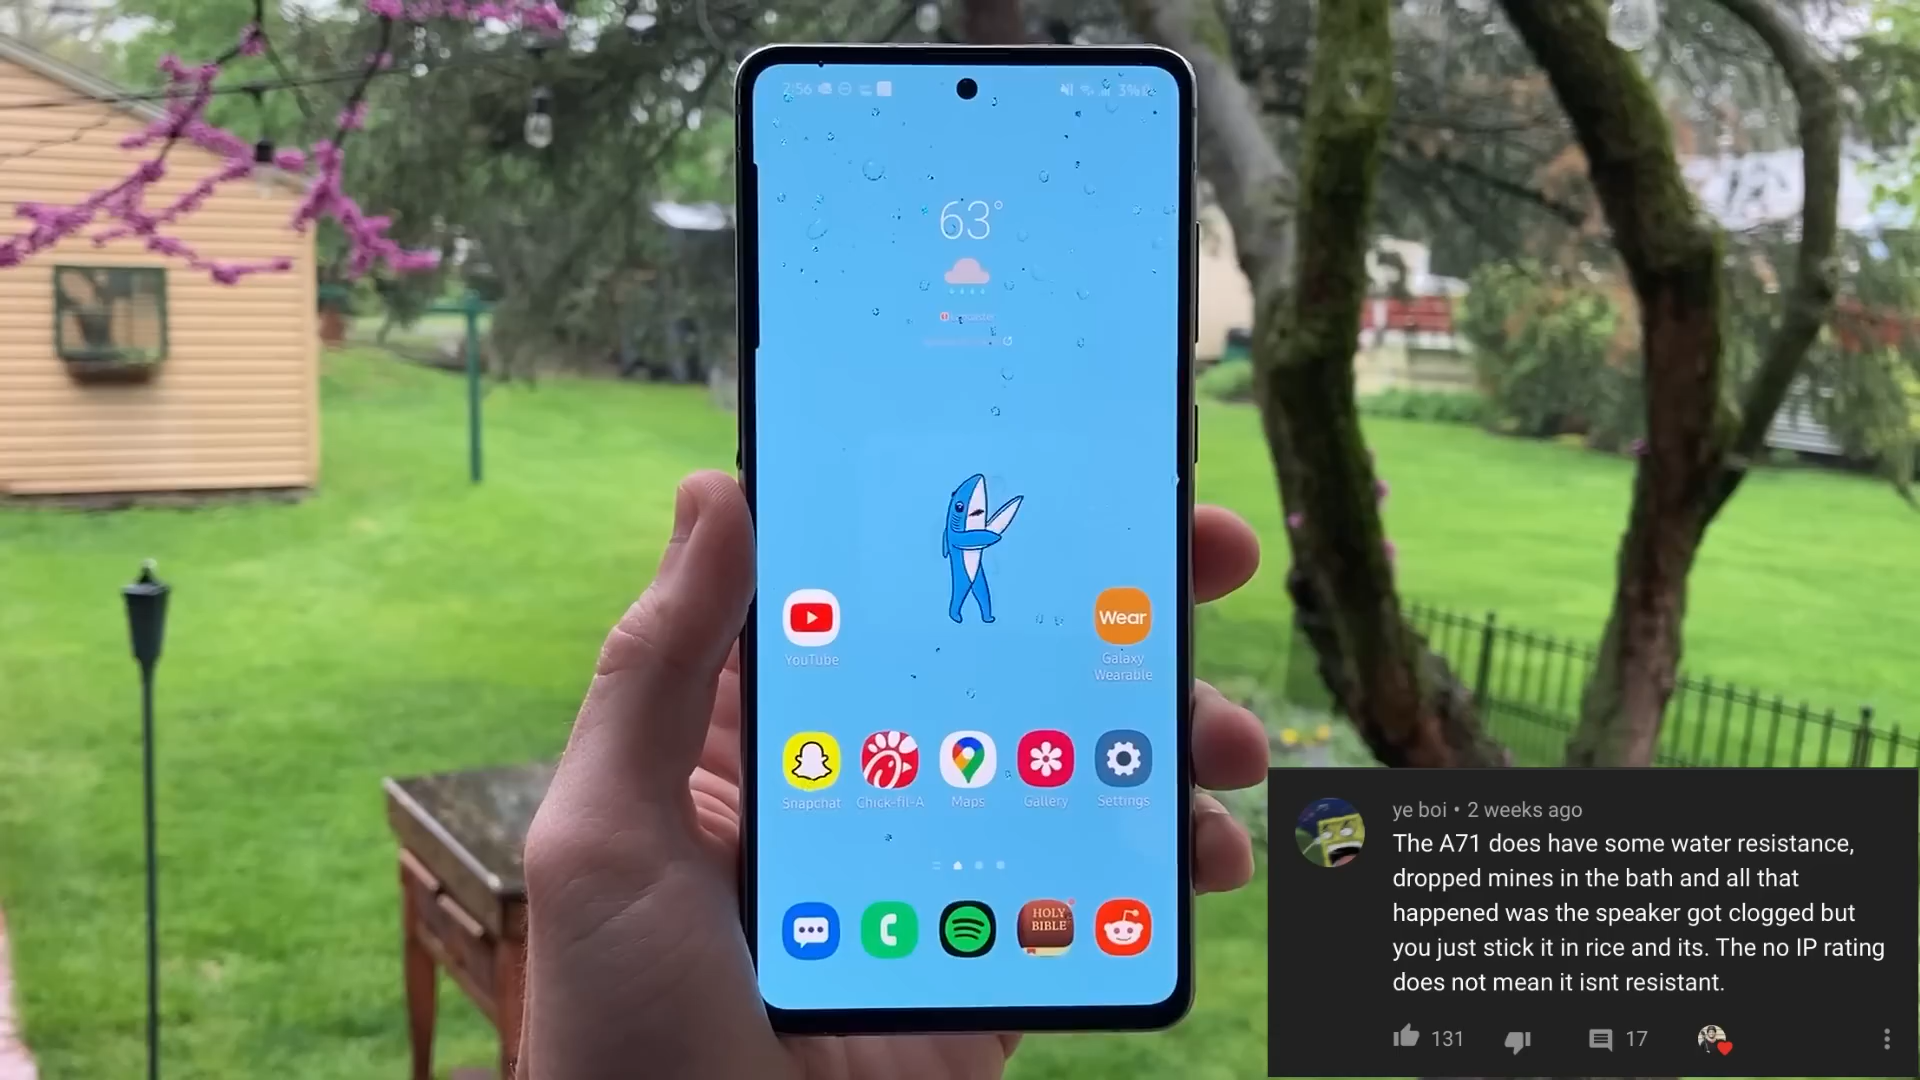 2:56
3%
63°
YouTube
Wear
Galaxy
Wearable
Snapchat
Chick-fil-A
Maps
Gallery
Settings
HOLY
BIBLE
ye boi • 2 weeks ago
The A71 does have some water resistance,
dropped mines in the bath and all that
happened was the speaker got clogged but
you just stick it in rice and its. The no IP rating
does not mean it isnt resistant.
131
17